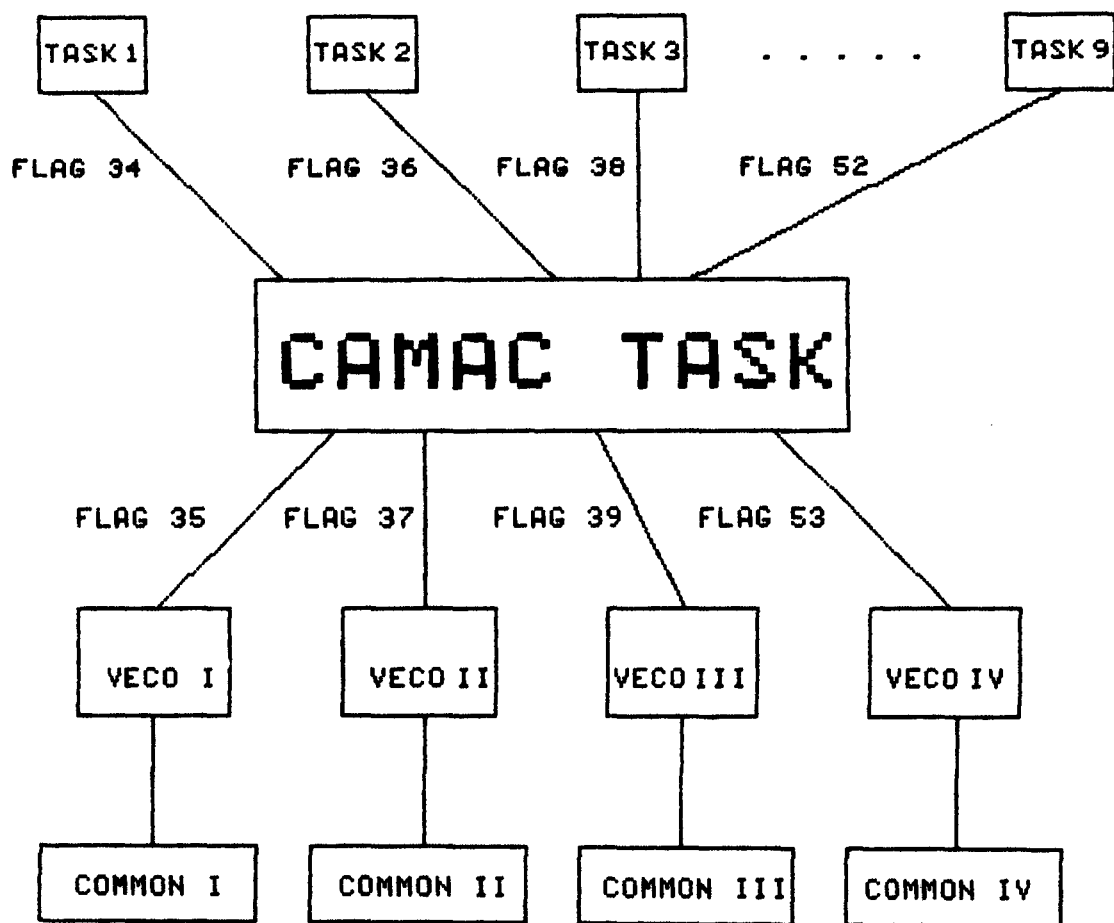 TASK 1 TASK 2 TASK 3 . . . . . TASK 9
FLAG 34 FLAG 36 FLAG 38 FLAG 52
CAMAC TASK
FLAG 35 FLAG 37 FLAG 39 FLAG 53
VECO I VECO II VECO III VECO IV
COMMON I COMMON II COMMON III COMMON IV